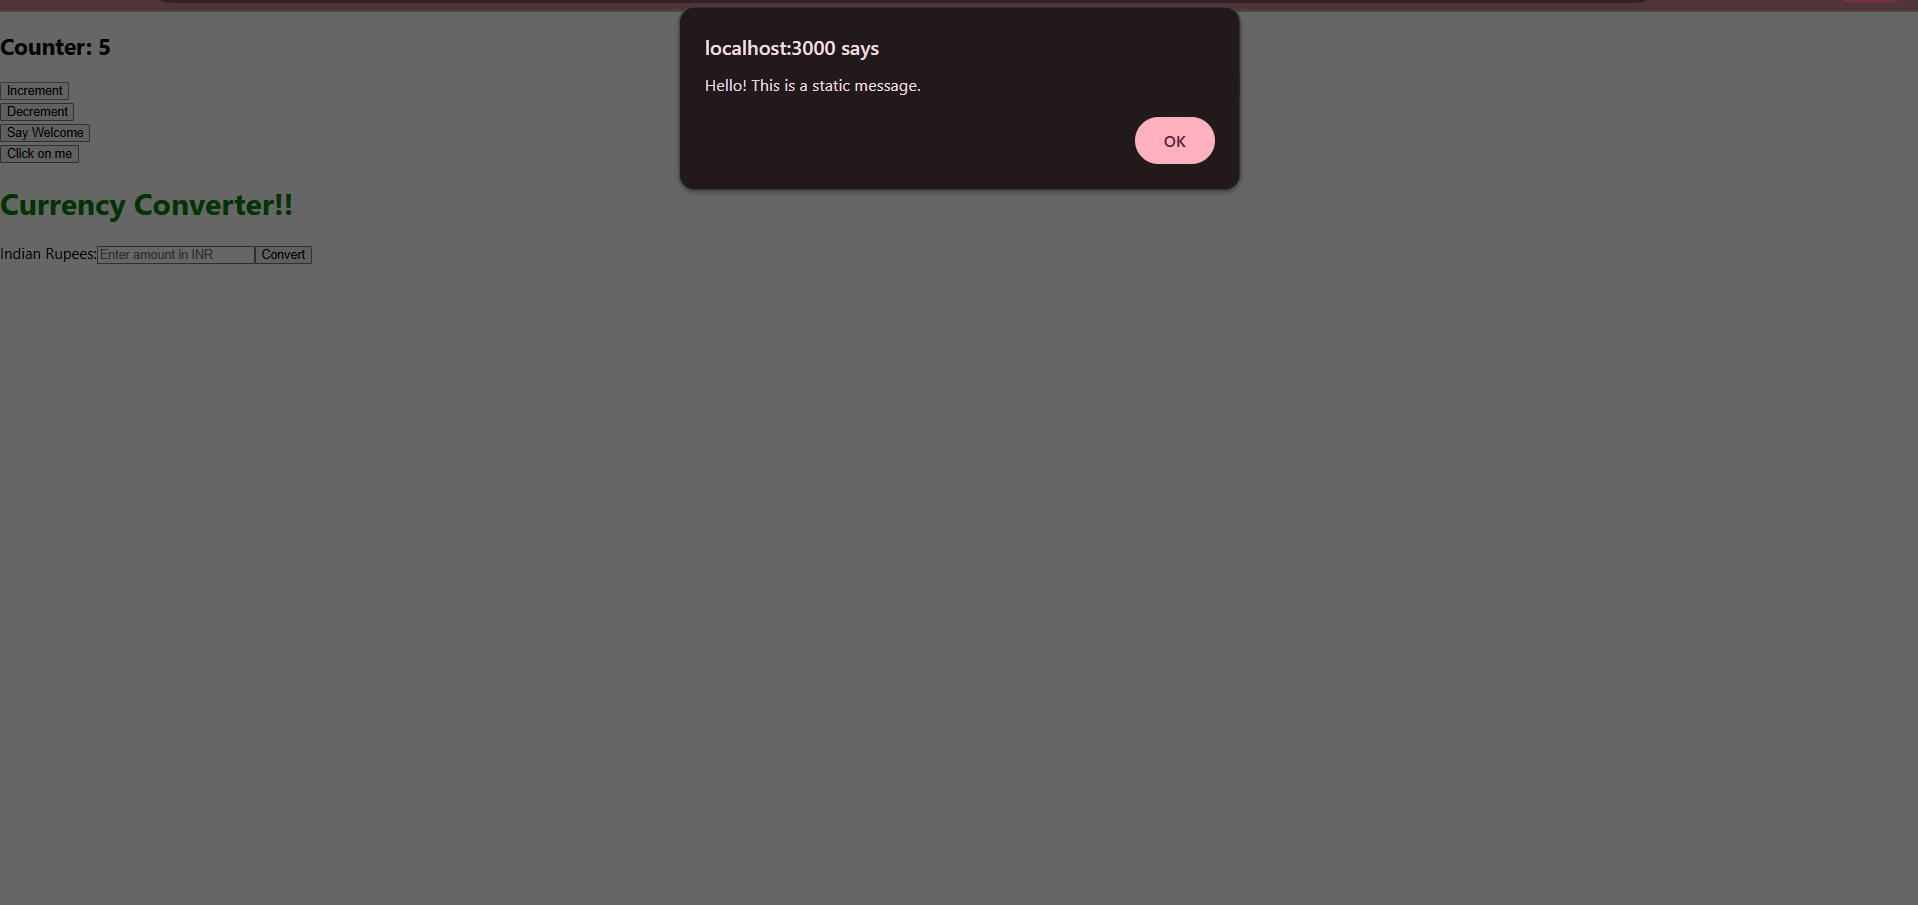 Counter: 5
Increment
Decrement
Say Welcome
Click on me
Currency Converter!!
Indian Rupees: Enter amount in INR Convert
localhost:3000 says
Hello! This is a static message.
OK